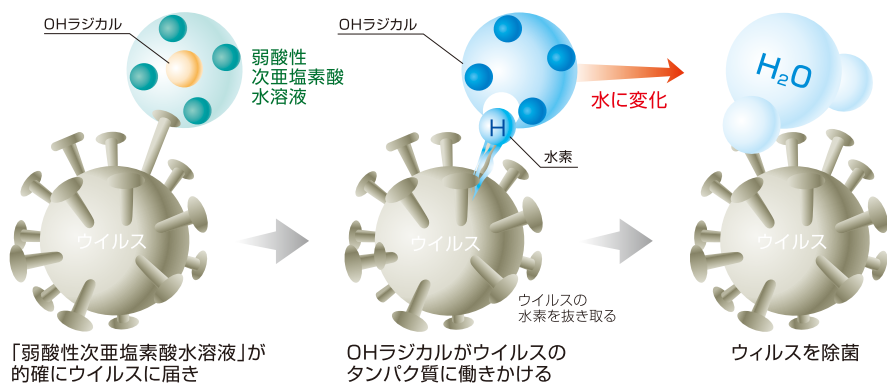 OHラジカル
弱酸性
次亜塩素酸
水溶液
ウイルス
「弱酸性次亜塩素酸水溶液」が
的確にウイルスに届き
OHラジカル
H
水素
水に変化
ウイルス
ウイルスの
水素を抜き取る
OHラジカルがウイルスの
タンパク質に働きかける
H₂O
ウイルス
ウィルスを除菌